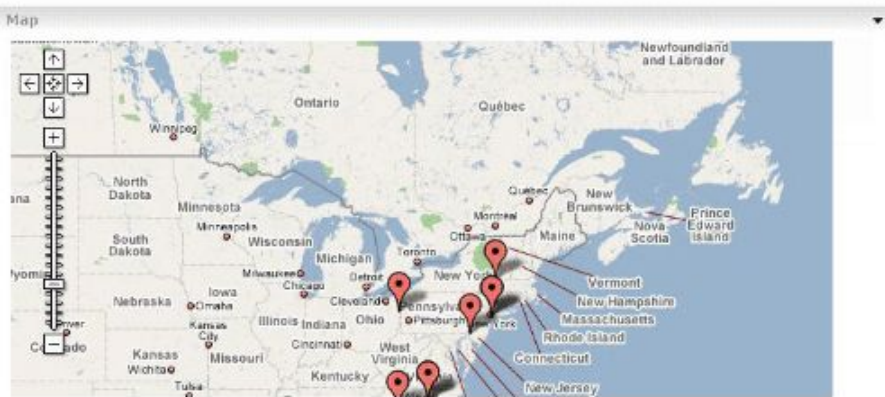 Map
Newfoundland
and Labrador
Ontario
Québec
Winnipeg
North
Dakota
Minnesota
Quebec
New
Brunswick
Prince
Edward
Island
Montreal
Nova
Scotia
Ottawa
Maine
Minneapolis
South
Dakota
Wisconsin
Michigan
Toronto
Milwaukee
Detroit
New York
Vermont
Chicago
Iowa
Nebraska
Omaha
Cleveland
Pennsylva
New Hampshire
Massachusetts
Illinois
Indiana
Ohio
Pittsburgh
York
Rhode Island
Kansas
City
Cincinnati
West
Virginia
Connecticut
Kansas
Missouri
Wichita
Kentucky
New Jersey
Tulsa